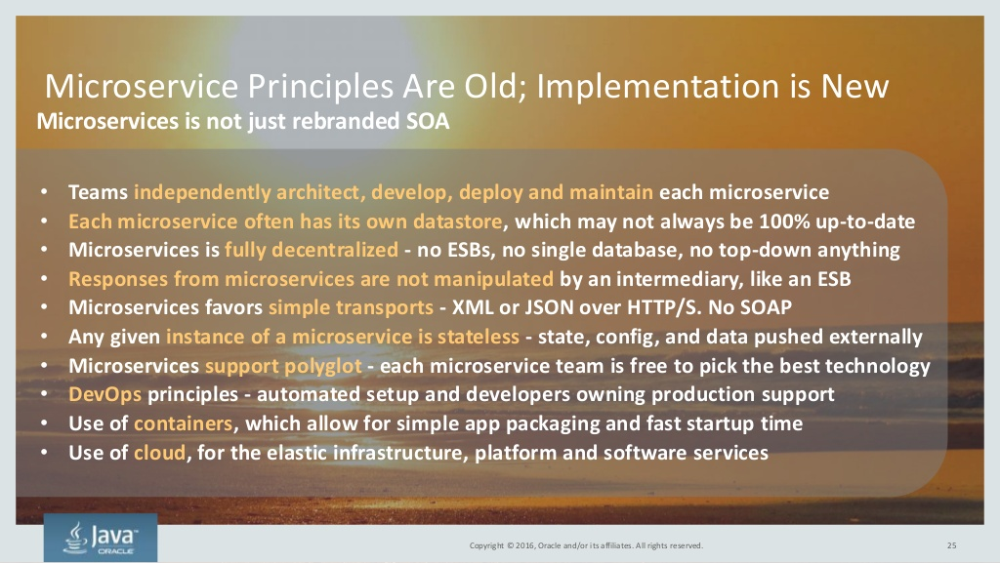 Microservice Principles Are Old; Implementation is New
Microservices is not just rebranded SOA
• Teams independently architect, develop, deploy and maintain each microservice
• Each microservice often has its own datastore, which may not always be 100% up-to-date
• Microservices is fully decentralized - no ESBs, no single database, no top-down anything
• Responses from microservices are not manipulated by an intermediary, like an ESB
• Microservices favors simple transports - XML or JSON over HTTP/S. No SOAP
• Any given instance of a microservice is stateless - state, config, and data pushed externally
• Microservices support polyglot - each microservice team is free to pick the best technology
• DevOps principles - automated setup and developers owning production support
• Use of containers, which allow for simple app packaging and fast startup time
• Use of cloud, for the elastic infrastructure, platform and software services
Java™
ORACLE
Copyright © 2016, Oracle and/or its affiliates. All rights reserved.
25